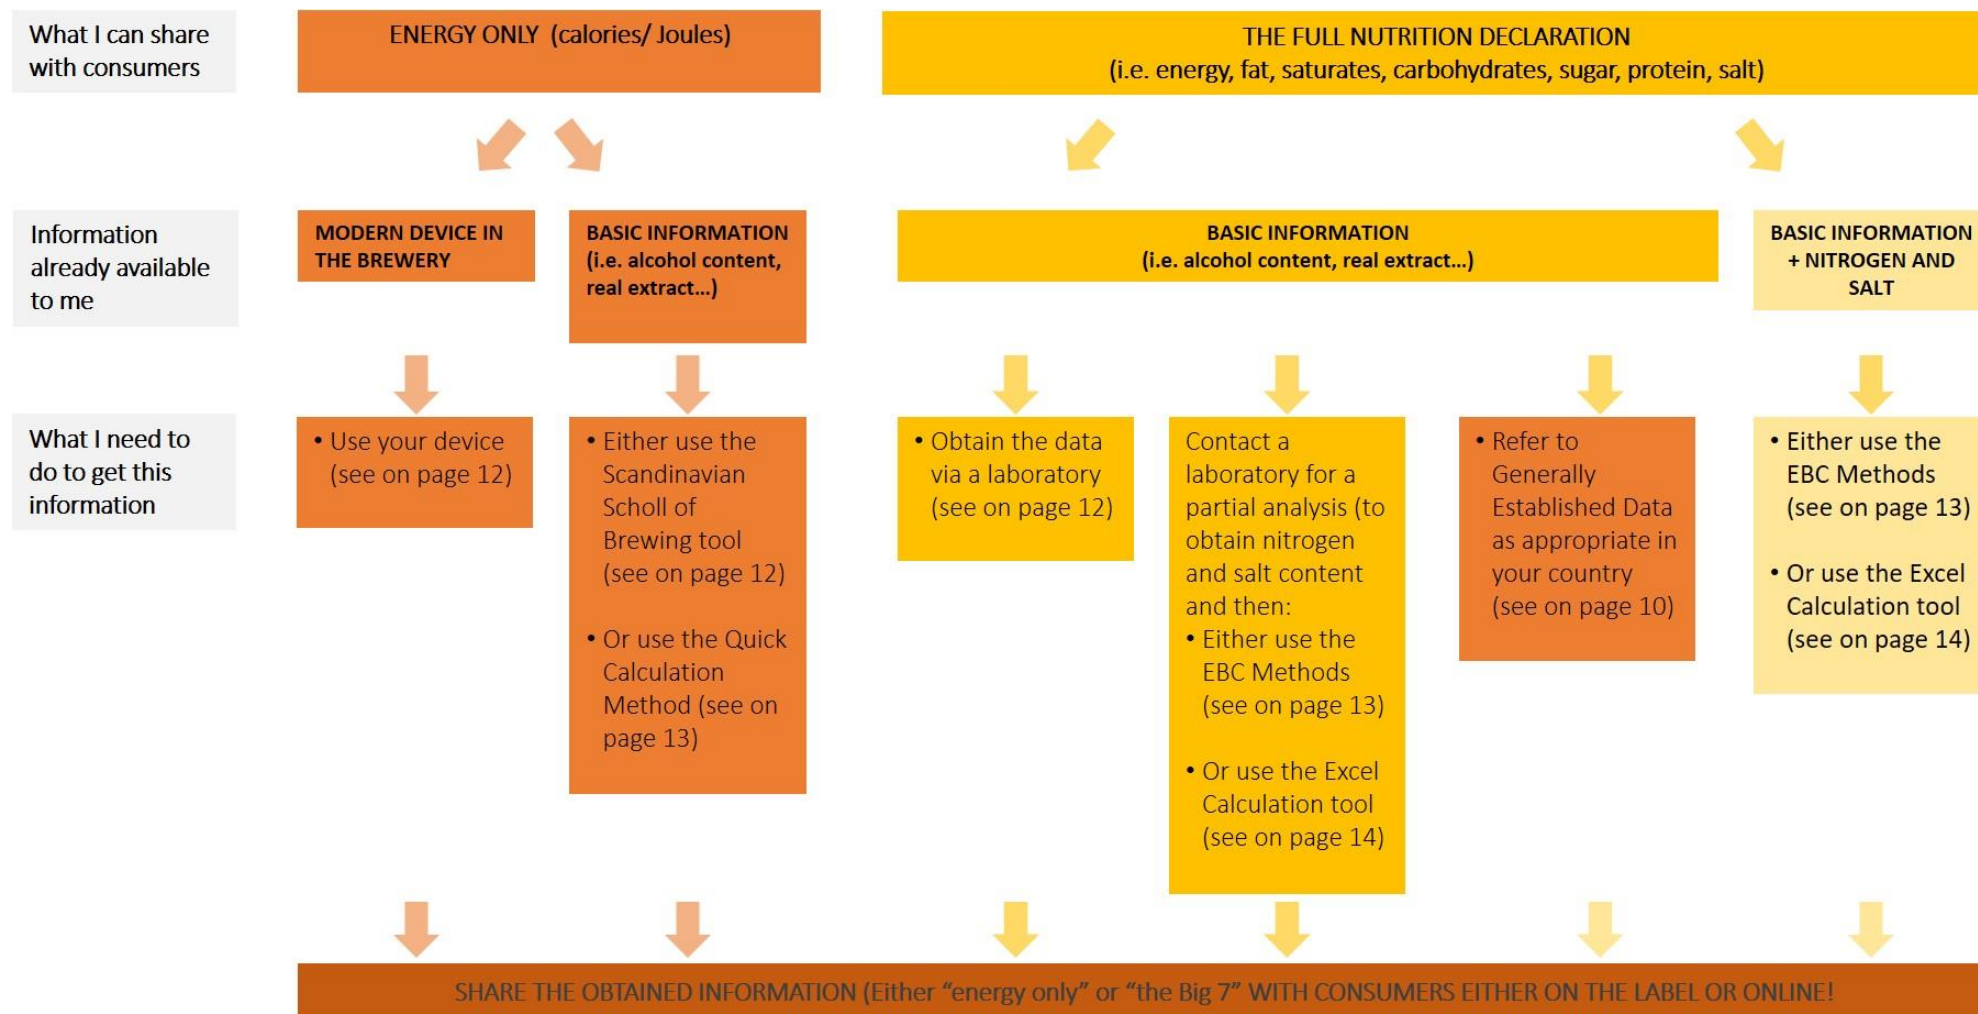 What I can share
with consumers
ENERGY ONLY (calories/ Joules)
THE FULL NUTRITION DECLARATION
(i.e. energy, fat, saturates, carbohydrates, sugar, protein, salt)
Information
already available
to me
MODERN DEVICE IN
THE BREWERY
BASIC INFORMATION
(i.e. alcohol content,
real extract…)
BASIC INFORMATION
(i.e. alcohol content, real extract…)
BASIC INFORMATION
+ NITROGEN AND
SALT
What I need to
do to get this
information
• Use your device
(see on page 12)
• Either use the
Scandinavian
Scholl of
Brewing tool
(see on page 12)
• Or use the Quick
Calculation
Method (see on
page 13)
• Obtain the data
via a laboratory
(see on page 12)
Contact a
laboratory for a
partial analysis (to
obtain nitrogen
and salt content
and then:
• Either use the
EBC Methods
(see on page 13)
• Or use the Excel
Calculation tool
(see on page 14)
• Refer to
Generally
Established Data
as appropriate in
your country
(see on page 10)
• Either use the
EBC Methods
(see on page 13)
• Or use the Excel
Calculation tool
(see on page 14)
SHARE THE OBTAINED INFORMATION (Either “energy only” or “the Big 7” WITH CONSUMERS EITHER ON THE LABEL OR ONLINE!